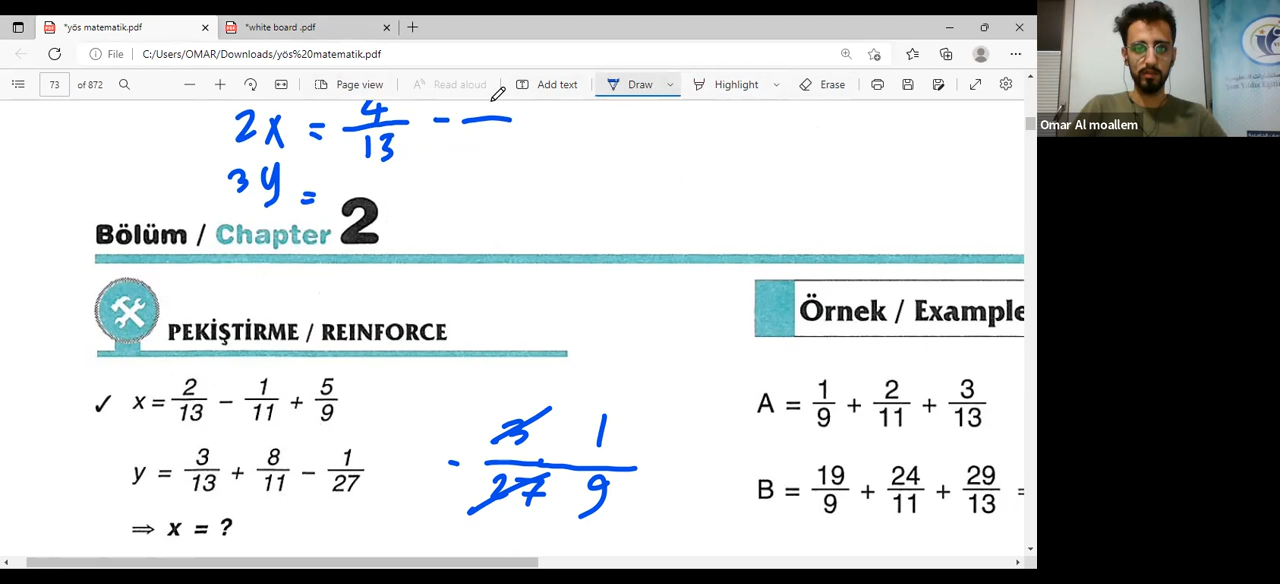 *yös matematik.pdf
*white board .pdf
File
C:/Users/OMAR/Downloads/yös%20matematik.pdf
73 of 872
Page view
Read aloud
Add text
Draw
Highlight
Erase
Omar Al moallem
2x = 4/13 -
3y =
Bölüm / Chapter 2
PEKİŞTİRME / REINFORCE
Örnek / Example
✓ x = 2/13 - 1/11 + 5/9
y = 3/13 + 8/11 - 1/27
⇒ x = ?
- 3/27 1/9
A = 1/9 + 2/11 + 3/13
B = 19/9 + 24/11 + 29/13 =